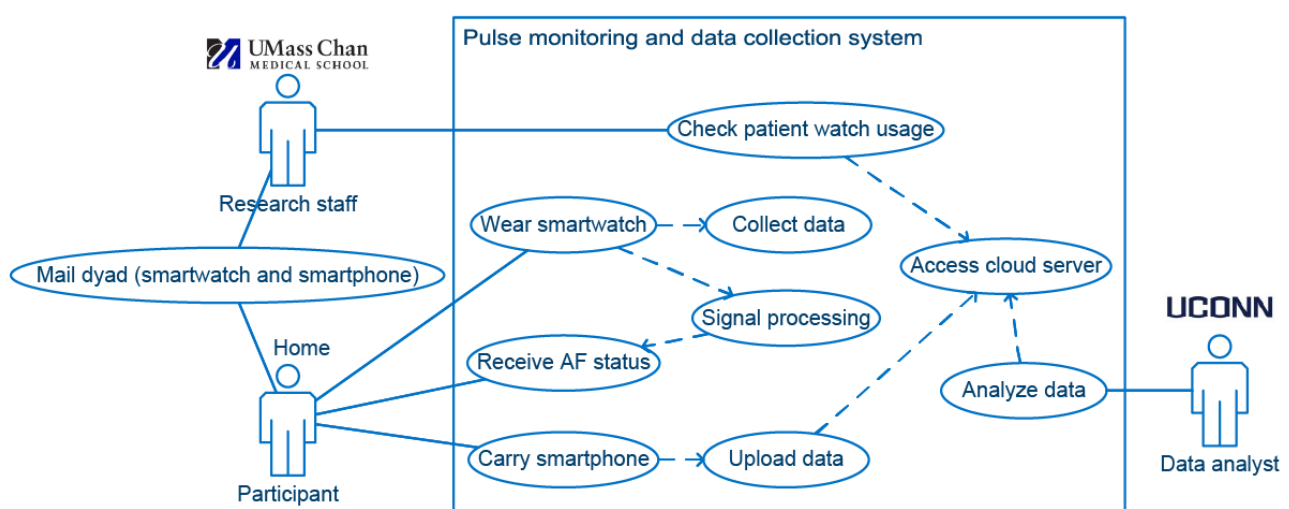 Pulse monitoring and data collection system
UMass Chan
MEDICAL SCHOOL
Check patient watch usage
Research staff
Wear smartwatch
Collect data
Mail dyad (smartwatch and smartphone)
Access cloud server
Signal processing
UCONN
Home
Receive AF status
Analyze data
Carry smartphone
Upload data
Data analyst
Participant